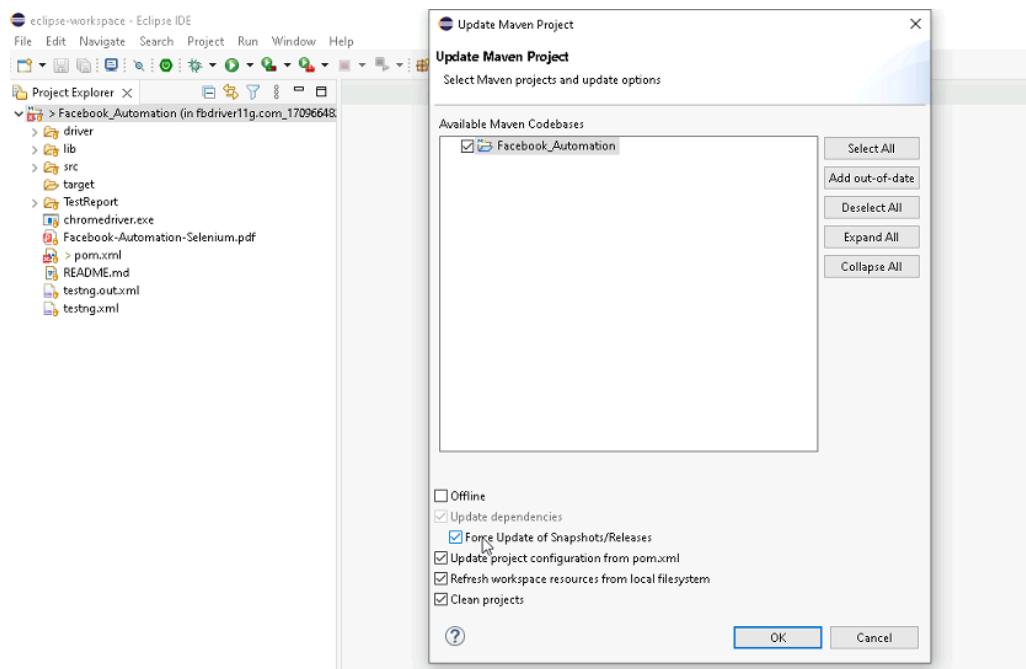 eclipse-workspace - Eclipse IDE
File Edit Navigate Search Project Run Window Help
Project Explorer
> Facebook_Automation (in fbdriver11g.com_17096648
driver
lib
src
target
TestReport
chromedriver.exe
Facebook-Automation-Selenium.pdf
> pom.xml
README.md
testng.out.xml
testng.xml
Update Maven Project
Update Maven Project
Select Maven projects and update options
Available Maven Codebases
Facebook_Automation
Select All
Add out-of-date
Deselect All
Expand All
Collapse All
Offline
Update dependencies
Force Update of Snapshots/Releases
Update project configuration from pom.xml
Refresh workspace resources from local filesystem
Clean projects
OK Cancel